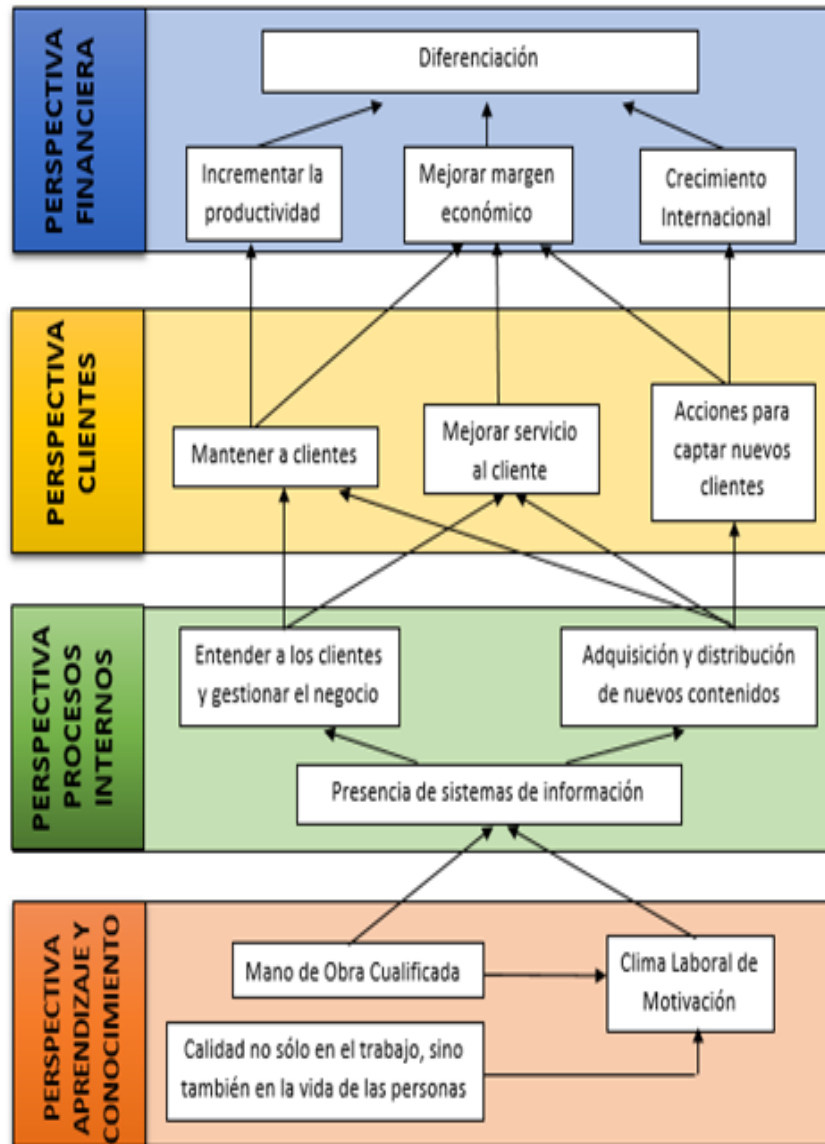 PERSPECTIVA
FINANCIERA
Diferenciación
Incrementar la
productividad
Mejorar margen
económico
Crecimiento
Internacional
PERSPECTIVA
CLIENTES
Mantener a clientes
Mejorar servicio
al cliente
Acciones para
captar nuevos
clientes
PERSPECTIVA
PROCESOS
INTERNOS
Entender a los clientes
y gestionar el negocio
Adquisición y distribución
de nuevos contenidos
Presencia de sistemas de información
PERSPECTIVA
APRENDIZAJE Y
CONOCIMIENTO
Mano de Obra Cualificada
Clima Laboral de
Motivación
Calidad no sólo en el trabajo, sino
también en la vida de las personas